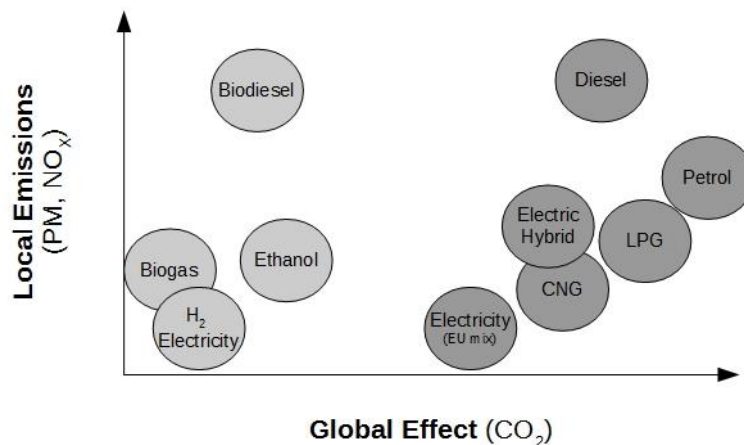 Local Emissions
(PM, NOₓ)
Biodiesel
Diesel
Petrol
Electric
Hybrid
LPG
Ethanol
Biogas
CNG
H₂
Electricity
Electricity
(EU mix)
Global Effect (CO₂)